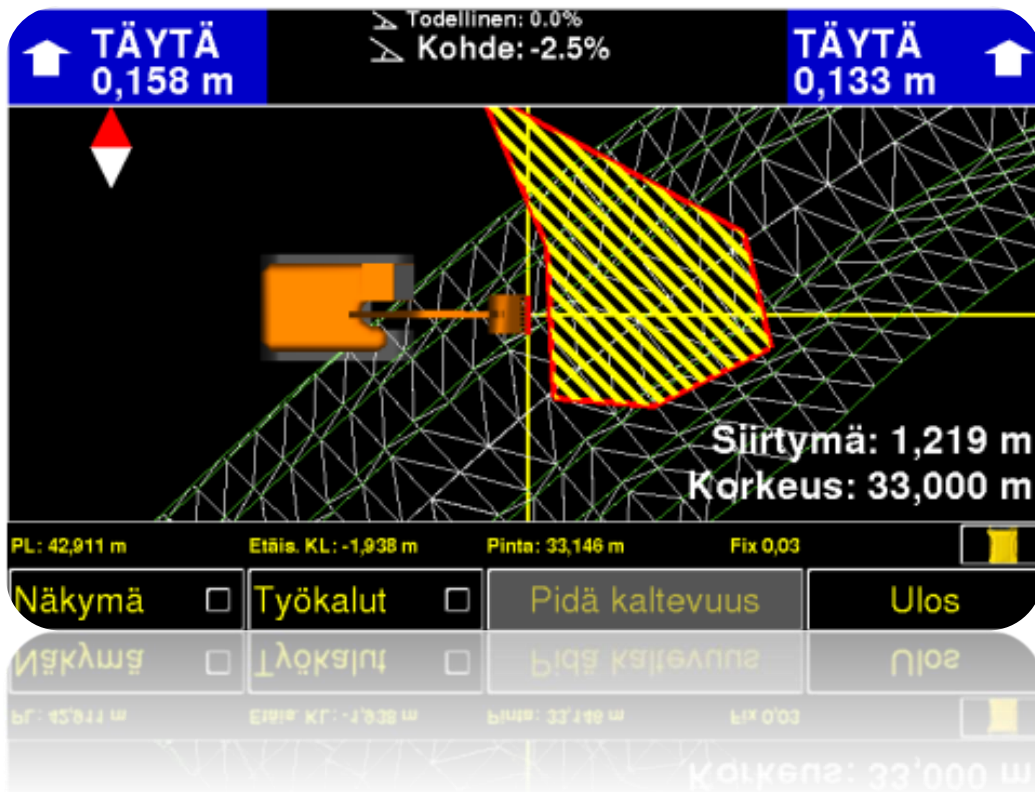 TÄYTÄ
0,158 m
Todellinen: 0.0%
Kohde: -2.5%
TÄYTÄ
0,133 m
Siirtymä: 1,219 m
Korkeus: 33,000 m
PL: 42,911 m
Etäis. KL: -1,938 m
Pinta: 33,146 m
Fix 0,03
Näkymä
Työkalut
Pidä kaltevuus
Ulos